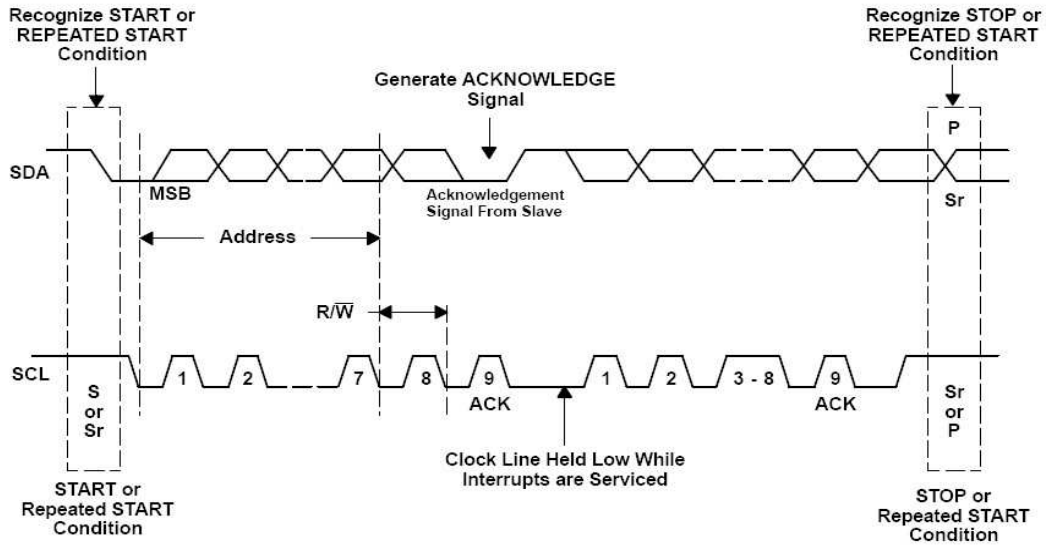 Recognize START or
REPEATED START
Condition
Recognize STOP or
REPEATED START
Condition
Generate ACKNOWLEDGE
Signal
P
SDA
MSB
Acknowledgement
Signal From Slave
Sr
Address
R/W̅
SCL
1
2
7
8
9
1
2
3 - 8
9
ACK
ACK
S
or
Sr
Sr
or
P
Clock Line Held Low While
Interrupts are Serviced
START or
Repeated START
Condition
STOP or
Repeated START
Condition